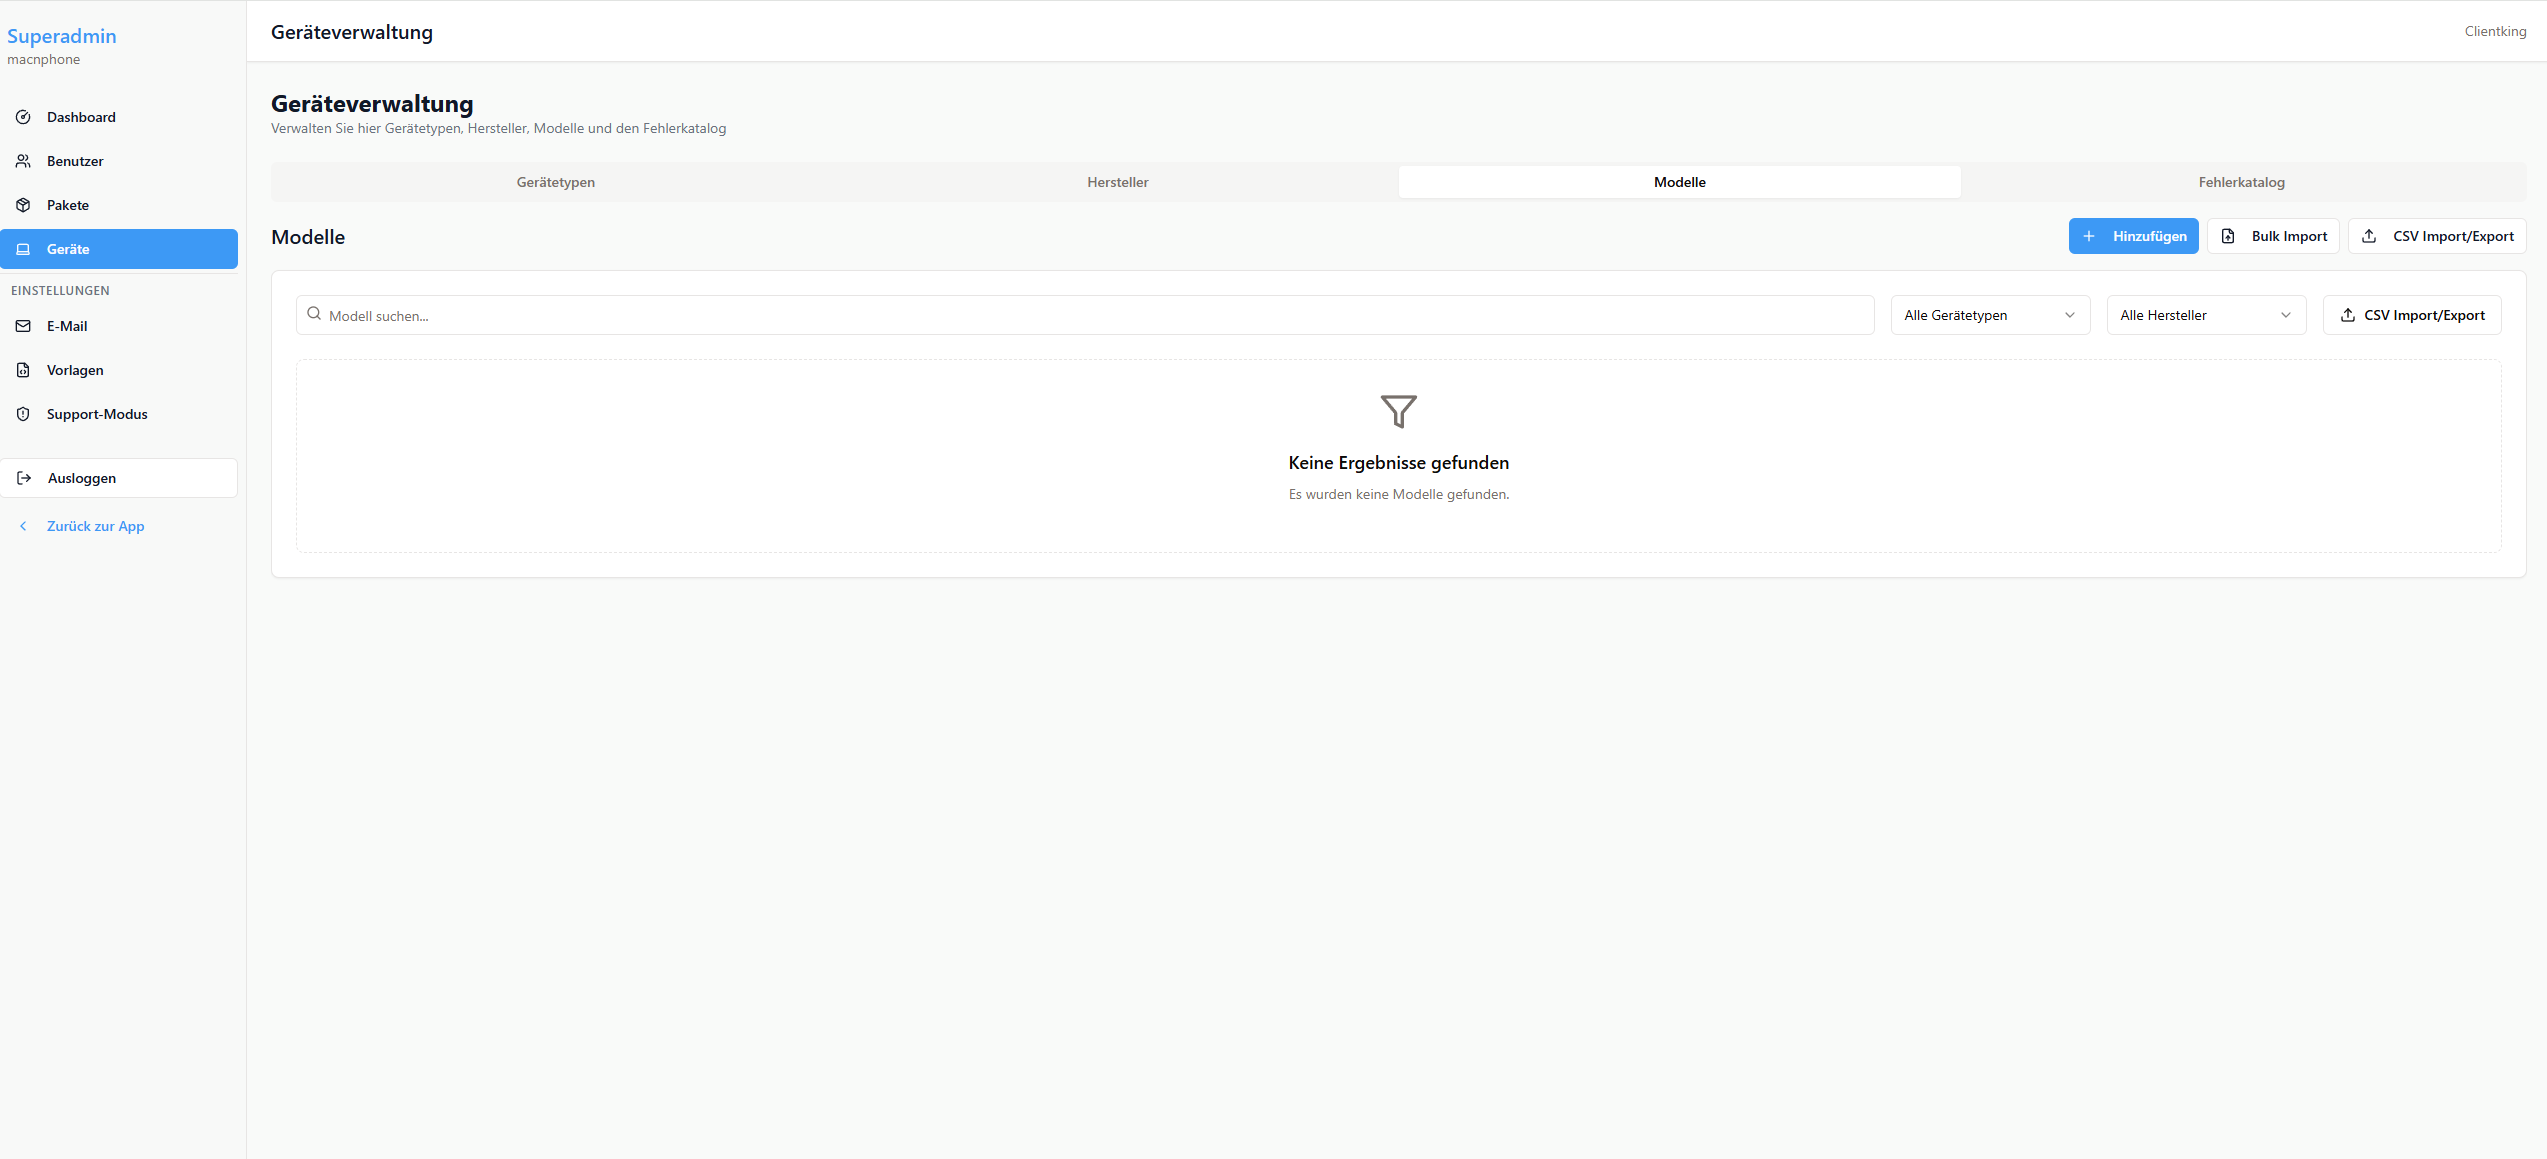 Superadmin
macnphone
Dashboard
Benutzer
Pakete
Geräte
EINSTELLUNGEN
E-Mail
Vorlagen
Support-Modus
Ausloggen
Zurück zur App
Geräteverwaltung
Clientking
Geräteverwaltung
Verwalten Sie hier Gerätetypen, Hersteller, Modelle und den Fehlerkatalog
Gerätetypen Hersteller Modelle Fehlerkatalog
Modelle
Hinzufügen Bulk Import CSV Import/Export
Modell suchen... Alle Gerätetypen Alle Hersteller CSV Import/Export
Keine Ergebnisse gefunden
Es wurden keine Modelle gefunden.